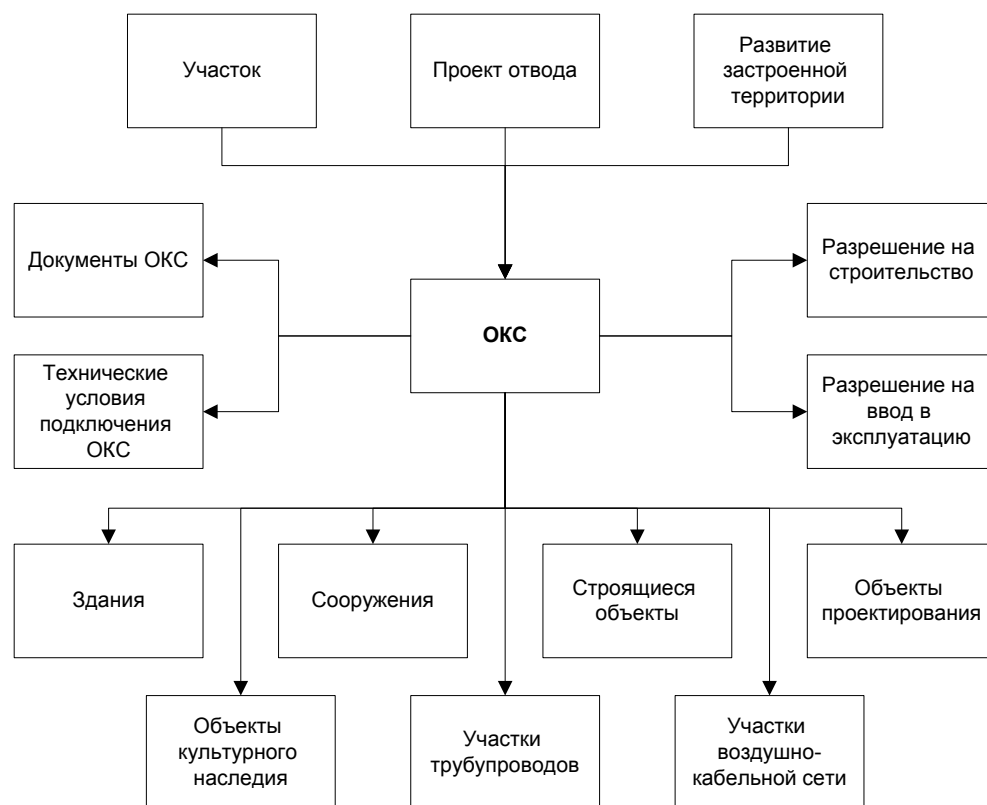 Участок
Проект отвода
Развитие
застроенной
территории
Документы ОКС
Разрешение на
строительство
ОКС
Технические
условия
подключения
ОКС
Разрешение на
ввод в
эксплуатацию
Здания
Сооружения
Строящиеся
объекты
Объекты
проектирования
Объекты
культурного
наследия
Участки
трубупроводов
Участки
воздушно-
кабельной сети